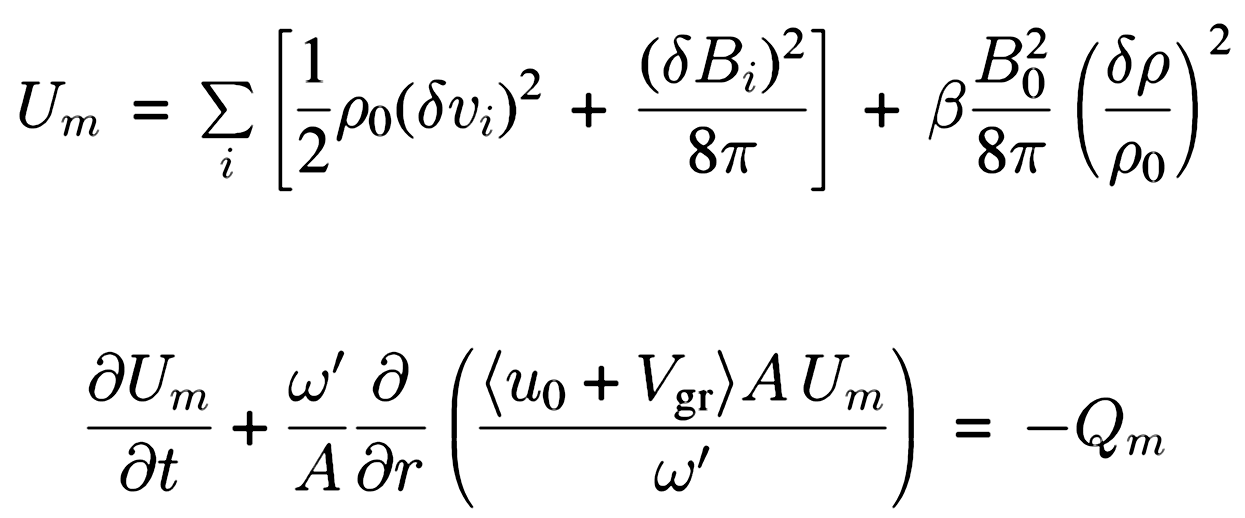 U_m = \sum_i \left[ \frac{1}{2} \rho_0 (\delta v_i)^2 + \frac{(\delta B_i)^2}{8\pi} \right] + \beta \frac{B_0^2}{8\pi} \left( \frac{\delta \rho}{\rho_0} \right)^2
\frac{\partial U_m}{\partial t} + \frac{\omega'}{A} \frac{\partial}{\partial r} \left( \frac{\langle u_0 + V_{\text{gr}} \rangle A \, U_m}{\omega'} \right) = -Q_m